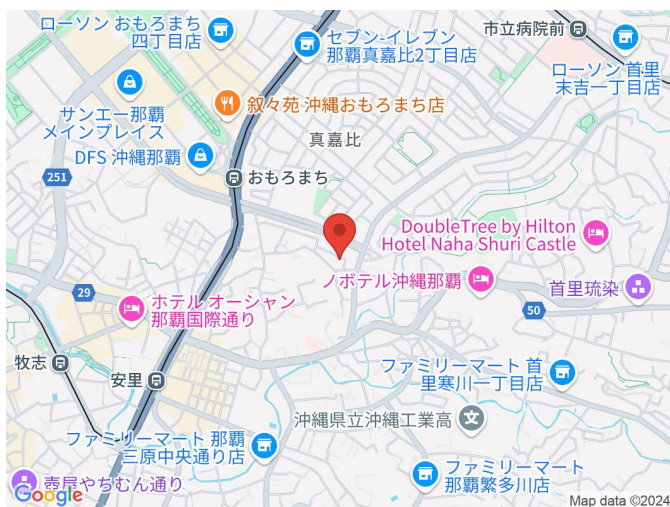 ローソン おもろまち
四丁目店
セブン-イレブン
那覇真嘉比2丁目店
市立病院前
ローソン 首里
末吉一丁目店
サンエー那覇
メインプレイス
叙々苑 沖縄おもろまち店
真嘉比
DFS 沖縄那覇
251
おもろまち
DoubleTree by Hilton
Hotel Naha Shuri Castle
ノボテル沖縄那覇
首里琉染
29
ホテル オーシャン
那覇国際通り
50
牧志
安里
ファミリーマート 首
里寒川一丁目店
沖縄県立沖縄工業高
ファミリーマート 那覇
三原中央通り店
ファミリーマート
那覇繁多川店
壺屋やちむん通り
Google
Map data ©2024